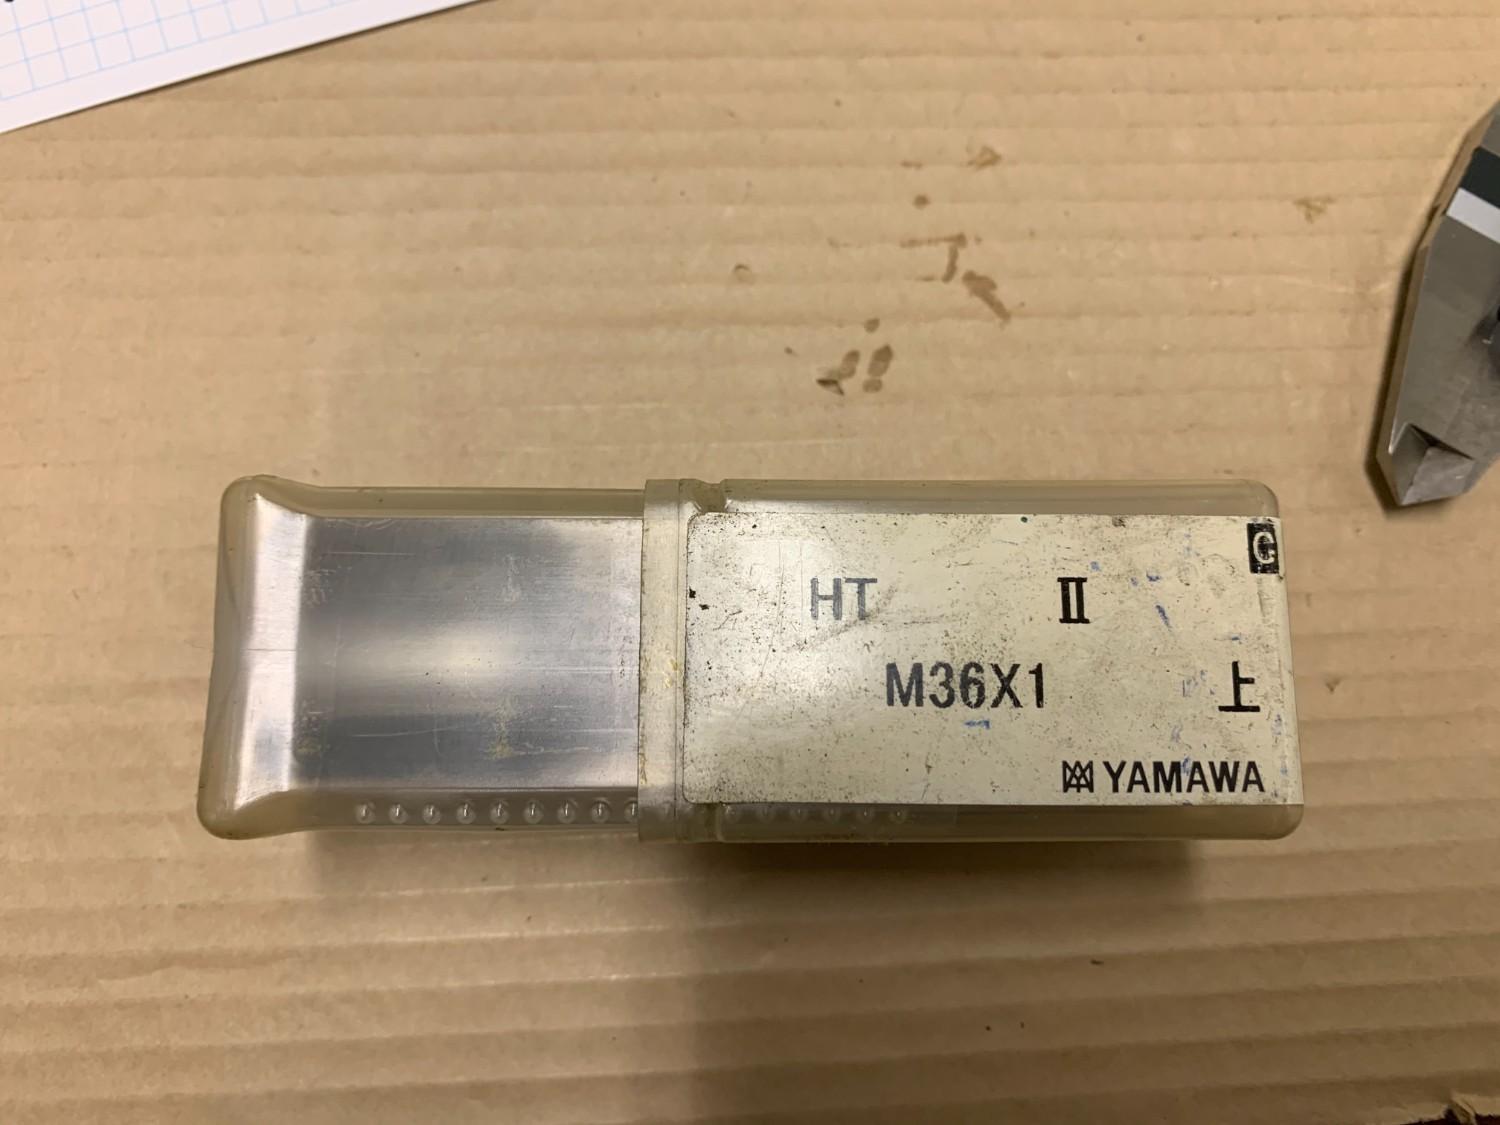 C
HT II
M36X1 上
YAMAWA